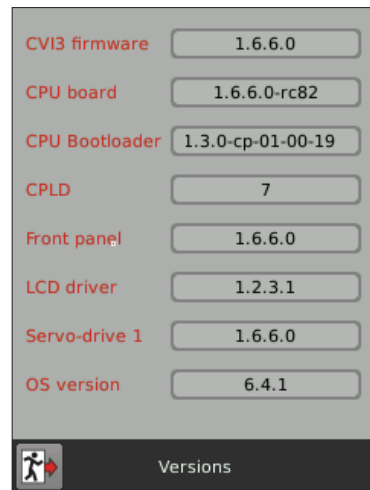 CVI3 firmware 1.6.6.0
CPU board 1.6.6.0-rc82
CPU Bootloader 1.3.0-cp-01-00-19
CPLD 7
Front panel 1.6.6.0
LCD driver 1.2.3.1
Servo-drive 1 1.6.6.0
OS version 6.4.1
Versions